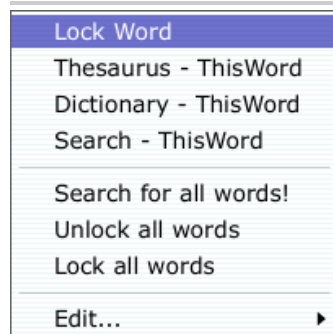 Lock Word
Thesaurus - ThisWord
Dictionary - ThisWord
Search - ThisWord
Search for all words!
Unlock all words
Lock all words
Edit...